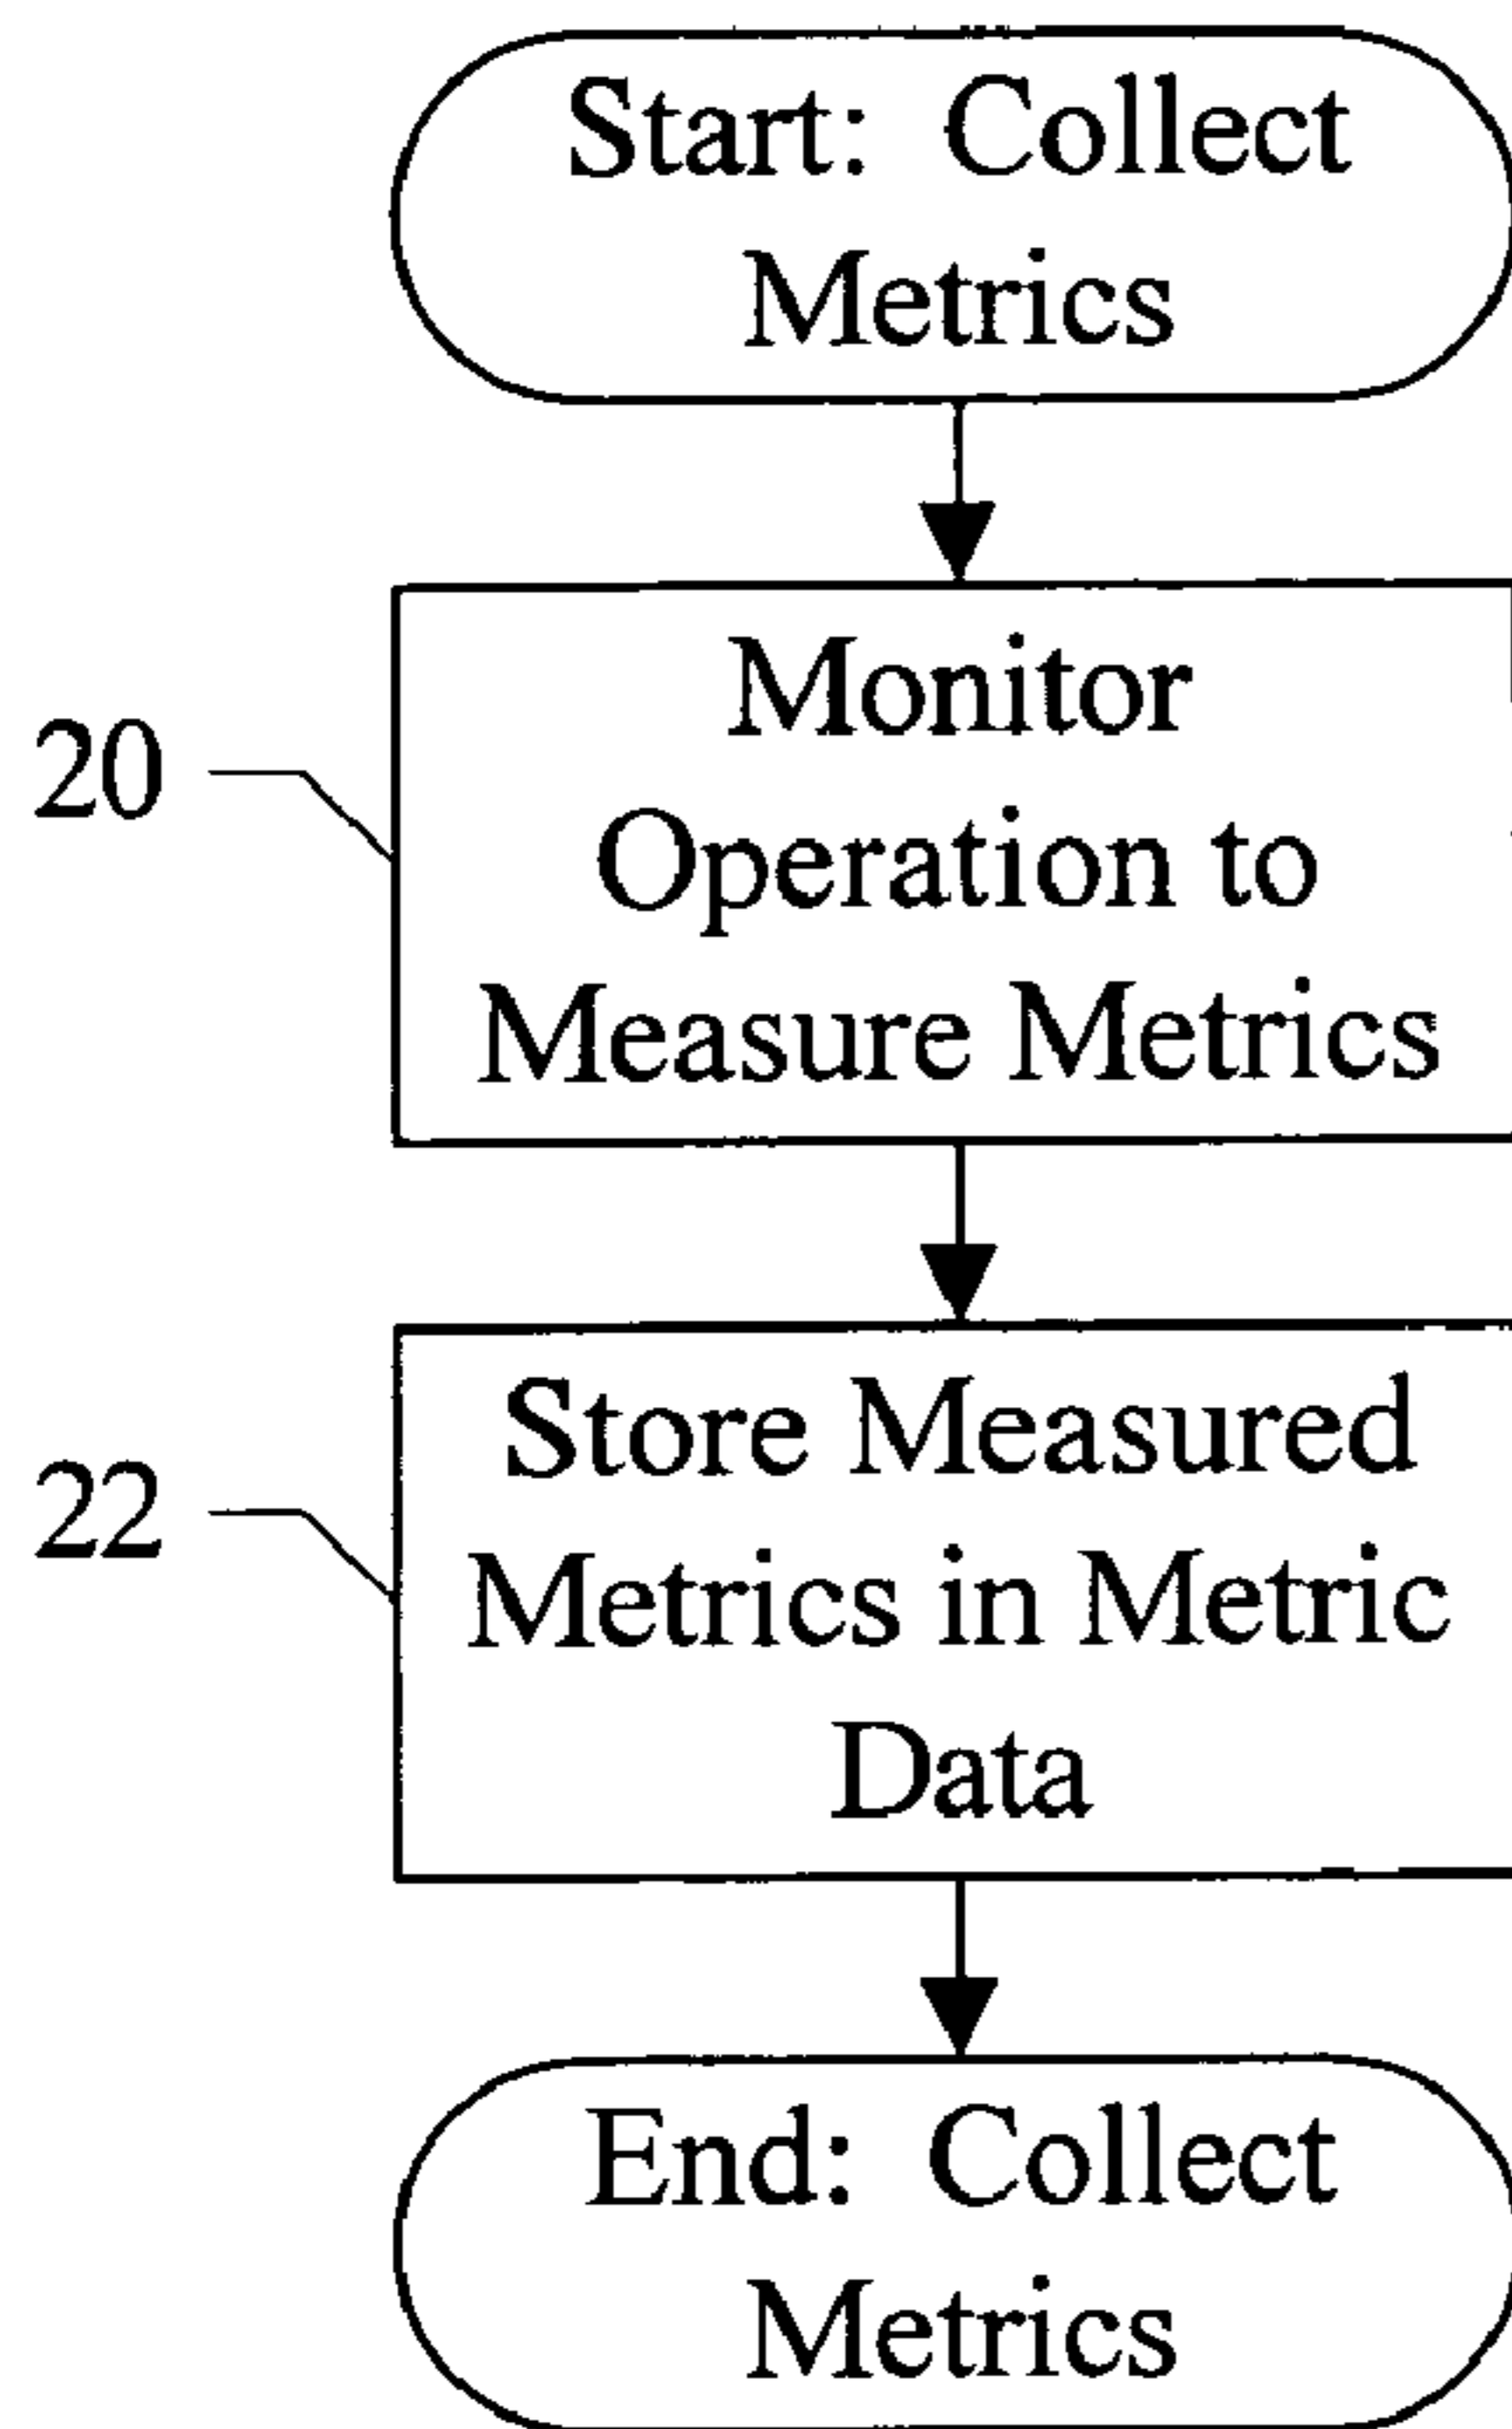 Start: Collect
Metrics
20
Monitor
Operation to
Measure Metrics
22
Store Measured
Metrics in Metric
Data
End: Collect
Metrics